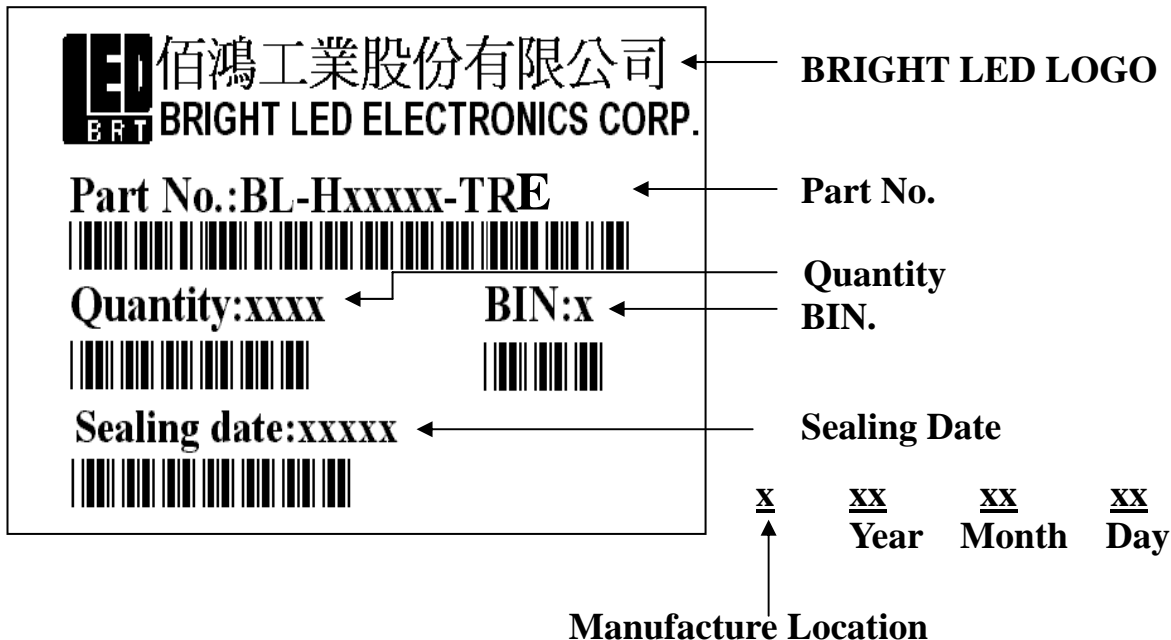 LED
BRT
佰鴻工業股份有限公司
BRIGHT LED ELECTRONICS CORP.
BRIGHT LED LOGO
Part No.:BL-Hxxxxx-TRE
Part No.
Quantity:xxxx
BIN:x
Quantity
BIN.
Sealing date:xxxxx
Sealing Date
x xx xx xx
Year Month Day
Manufacture Location